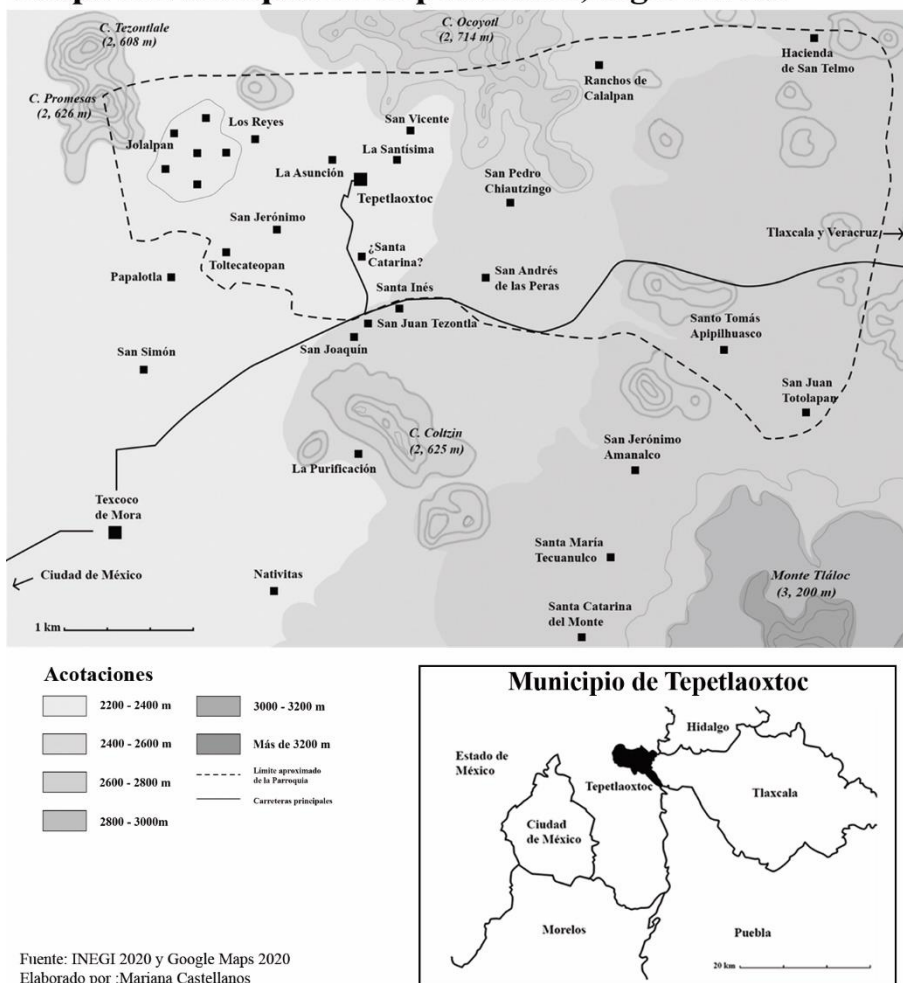 C. Tezontlale
(2, 608 m)
C. Ocoyotl
(2, 714 m)
Hacienda
de San Telmo
Ranchos de
Calalpan
C. Promesas
(2, 626 m)
Los Reyes
San Vicente
Jolalpan
La Santísima
La Asunción
San Pedro
Chiautzingo
Tepetlaoxtoc
San Jerónimo
Tlaxcala y Veracruz
¿Santa
Catarina?
Toltecateopan
Papalotla
San Andrés
de las Peras
Santa Inés
Santo Tomás
Apipilhuasco
San Juan Tezontla
San Joaquín
San Simón
San Juan
Totolapan
C. Coltzin
(2, 625 m)
San Jerónimo
Amanalco
La Purificación
Texcoco
de Mora
Santa María
Tecuanulco
Ciudad de México
Nativitas
Monte Tláloc
(3, 200 m)
Santa Catarina
del Monte
1 km
Acotaciones
2200 - 2400 m
2400 - 2600 m
2600 - 2800 m
2800 - 3000m
3000 - 3200 m
Más de 3200 m
Límite aproximado
de la Parroquia
Carreteras principales
Municipio de Tepetlaoxtoc
Hidalgo
Estado de
México
Tepetlaoxtoc
Tlaxcala
Ciudad
de México
Morelos
Puebla
20 km
Fuente: INEGI 2020 y Google Maps 2020
Elaborado por :Mariana Castellanos